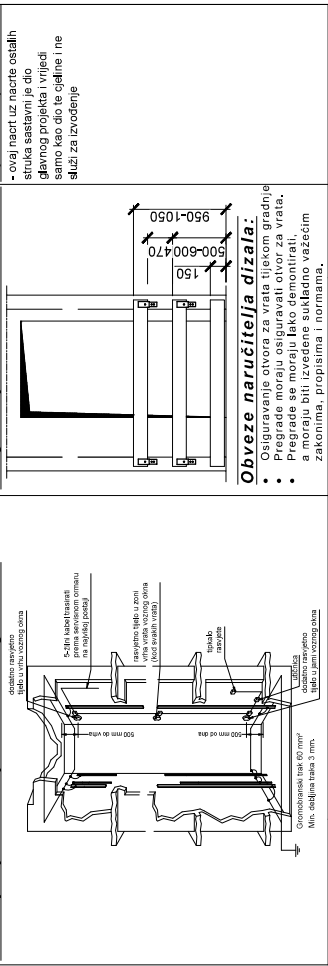 - ovaj nacrt uz nacrte ostalih
struka sastavni je dio
glavnog projekta i vrijedi
samo kao dio te cjeline i ne
služi za izvođenje
950-1050
500-600
470
150
Obveze naručitelja dizala:
• Osiguravanje otvora za vrata tijekom gradnje
• Pregrade moraju osiguravati otvor za vrata.
• Pregrade se moraju lako demontirati,
a moraju biti izvedene sukladno važećim
zakonima, propisima i normama.
dodatno rasvjetno
tijelo u vrhu voznog okna
5-žilni kabel trasirati
prema servisnom ormaru
na najvišoj postaji
rasvjetno tijelo u zoni
vrha vrata voznog okna
(kod svakih vrata)
tipkalo
rasvjete
utičnica
dodatno rasvjetno
tijelo u jami voznog okna
500 mm do vrha
~500 mm od dna
Gromobranski trak 60 mm²
Min. debljina traka 3 mm.